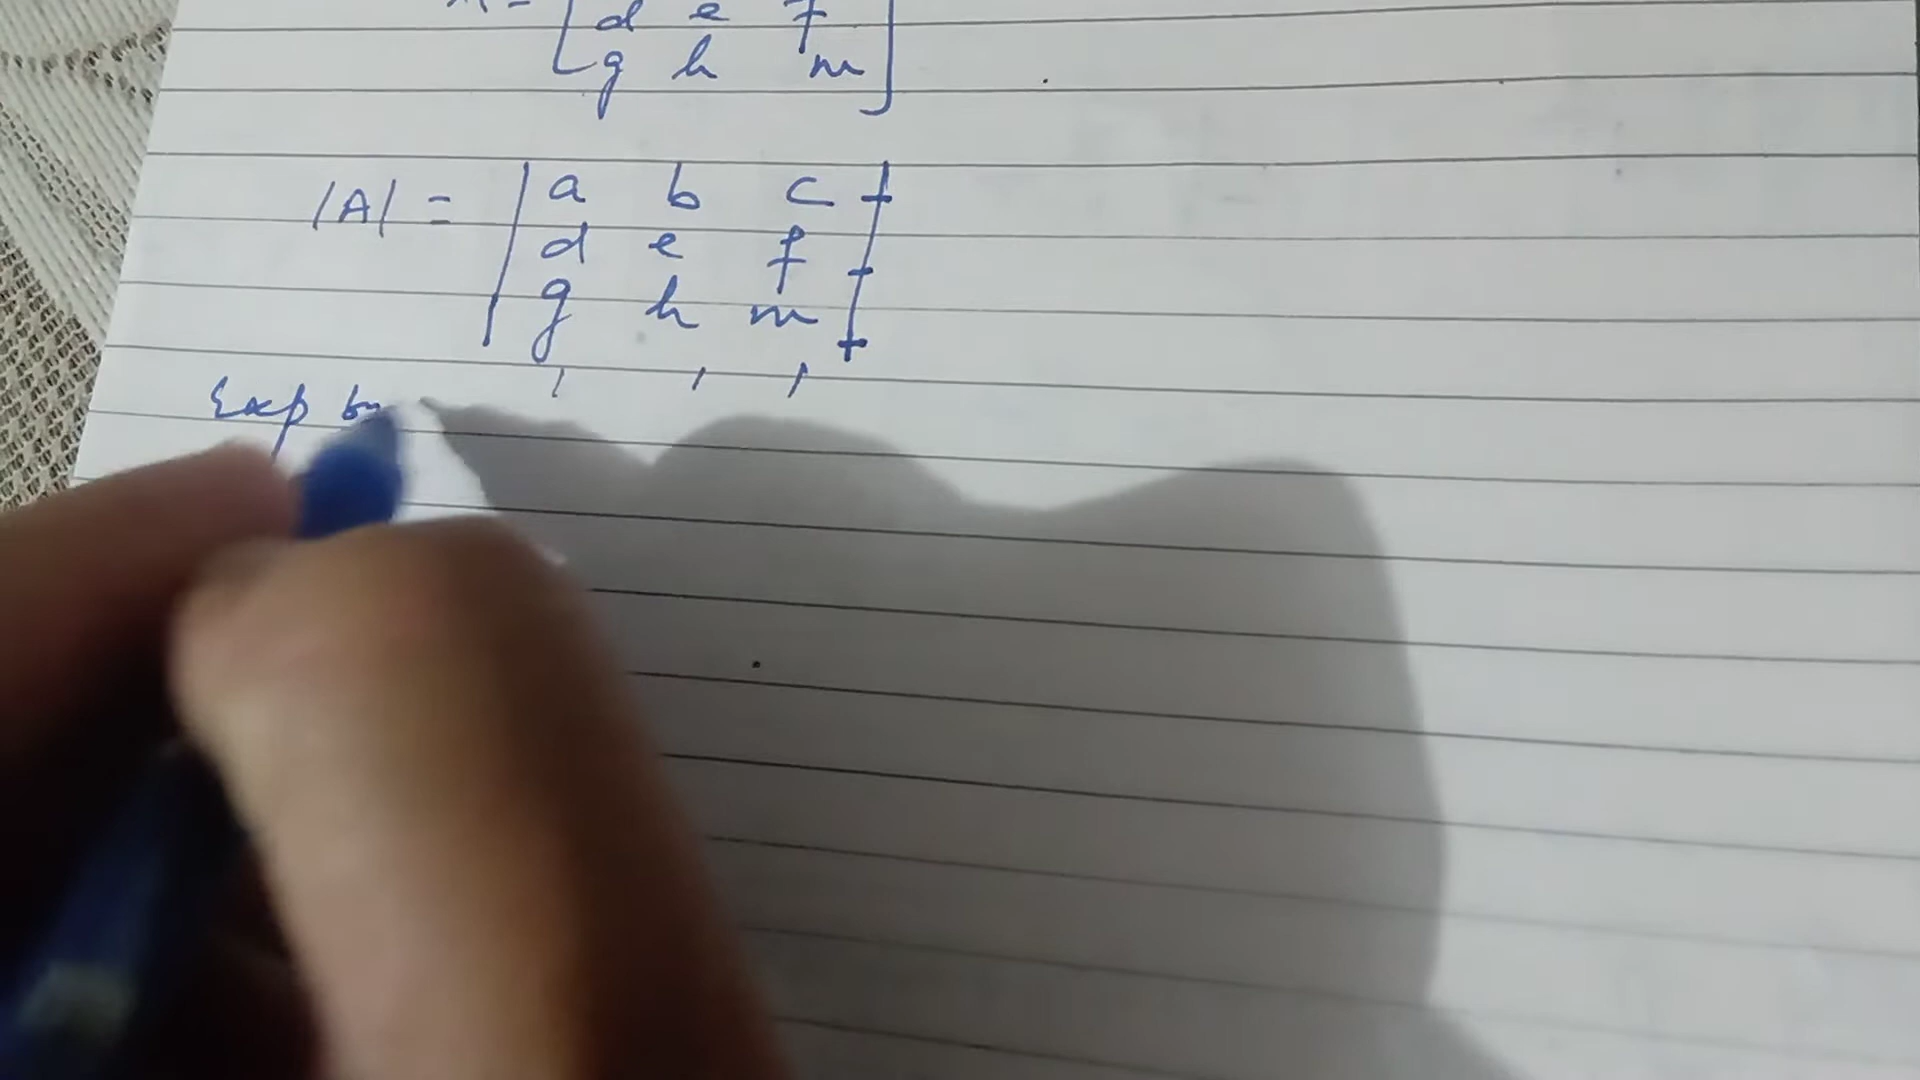 A = [ d e f
g h m ]
|A| = | a b c |
d e f
g h m
Exp by